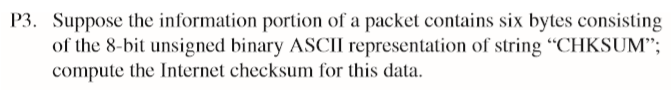 P3. Suppose the information portion of a packet contains six bytes consisting
of the 8-bit unsigned binary ASCII representation of string “CHKSUM”;
compute the Internet checksum for this data.